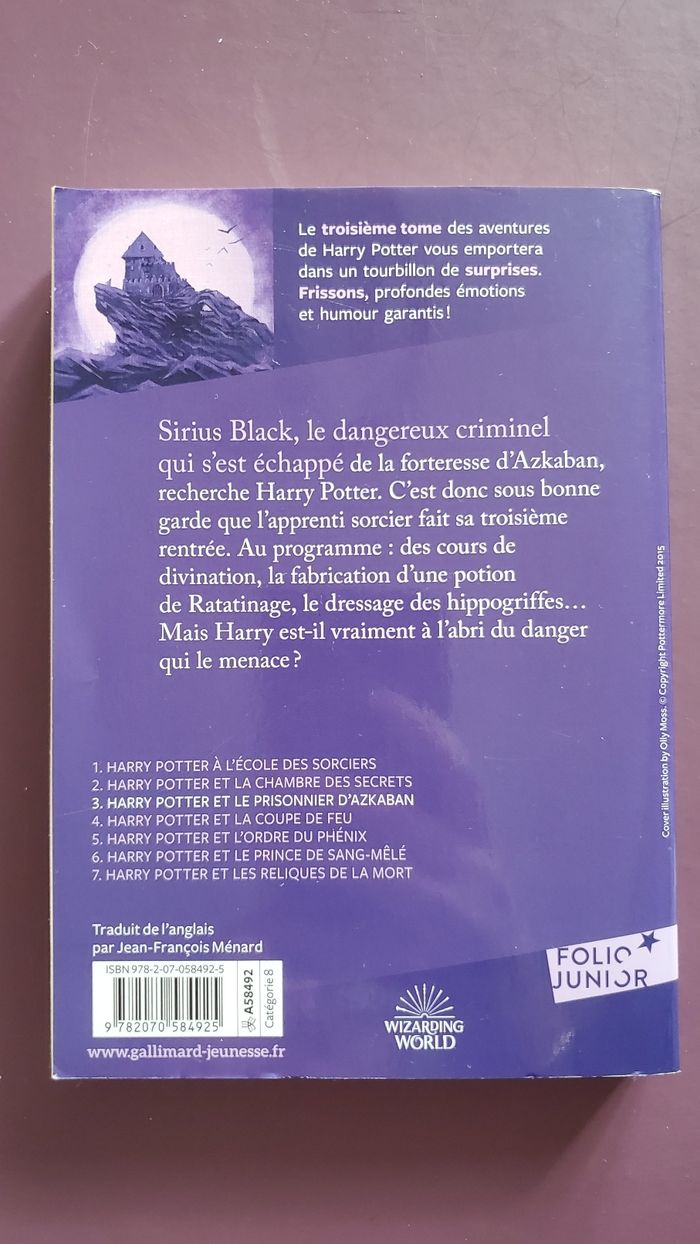 Le troisième tome des aventures
de Harry Potter vous emportera
dans un tourbillon de surprises.
Frissons, profondes émotions
et humour garantis !
Sirius Black, le dangereux criminel
qui s'est échappé de la forteresse d'Azkaban,
recherche Harry Potter. C'est donc sous bonne
garde que l'apprenti sorcier fait sa troisième
rentrée. Au programme : des cours de
divination, la fabrication d'une potion
de Ratatinage, le dressage des hippogriffes...
Mais Harry est-il vraiment à l'abri du danger
qui le menace ?
Cover illustration by Olly Moss. © Copyright Pottermore Limited 2015
1. HARRY POTTER À L'ÉCOLE DES SORCIERS
2. HARRY POTTER ET LA CHAMBRE DES SECRETS
3. HARRY POTTER ET LE PRISONNIER D'AZKABAN
4. HARRY POTTER ET LA COUPE DE FEU
5. HARRY POTTER ET L'ORDRE DU PHÉNIX
6. HARRY POTTER ET LE PRINCE DE SANG-MÊLÉ
7. HARRY POTTER ET LES RELIQUES DE LA MORT
Traduit de l'anglais
par Jean-François Ménard
ISBN 978-2-07-058492-5
9 782070 584925
A58492
Catégorie 8
www.gallimard-jeunesse.fr
WIZARDING
WORLD
FOLIO
JUNIOR